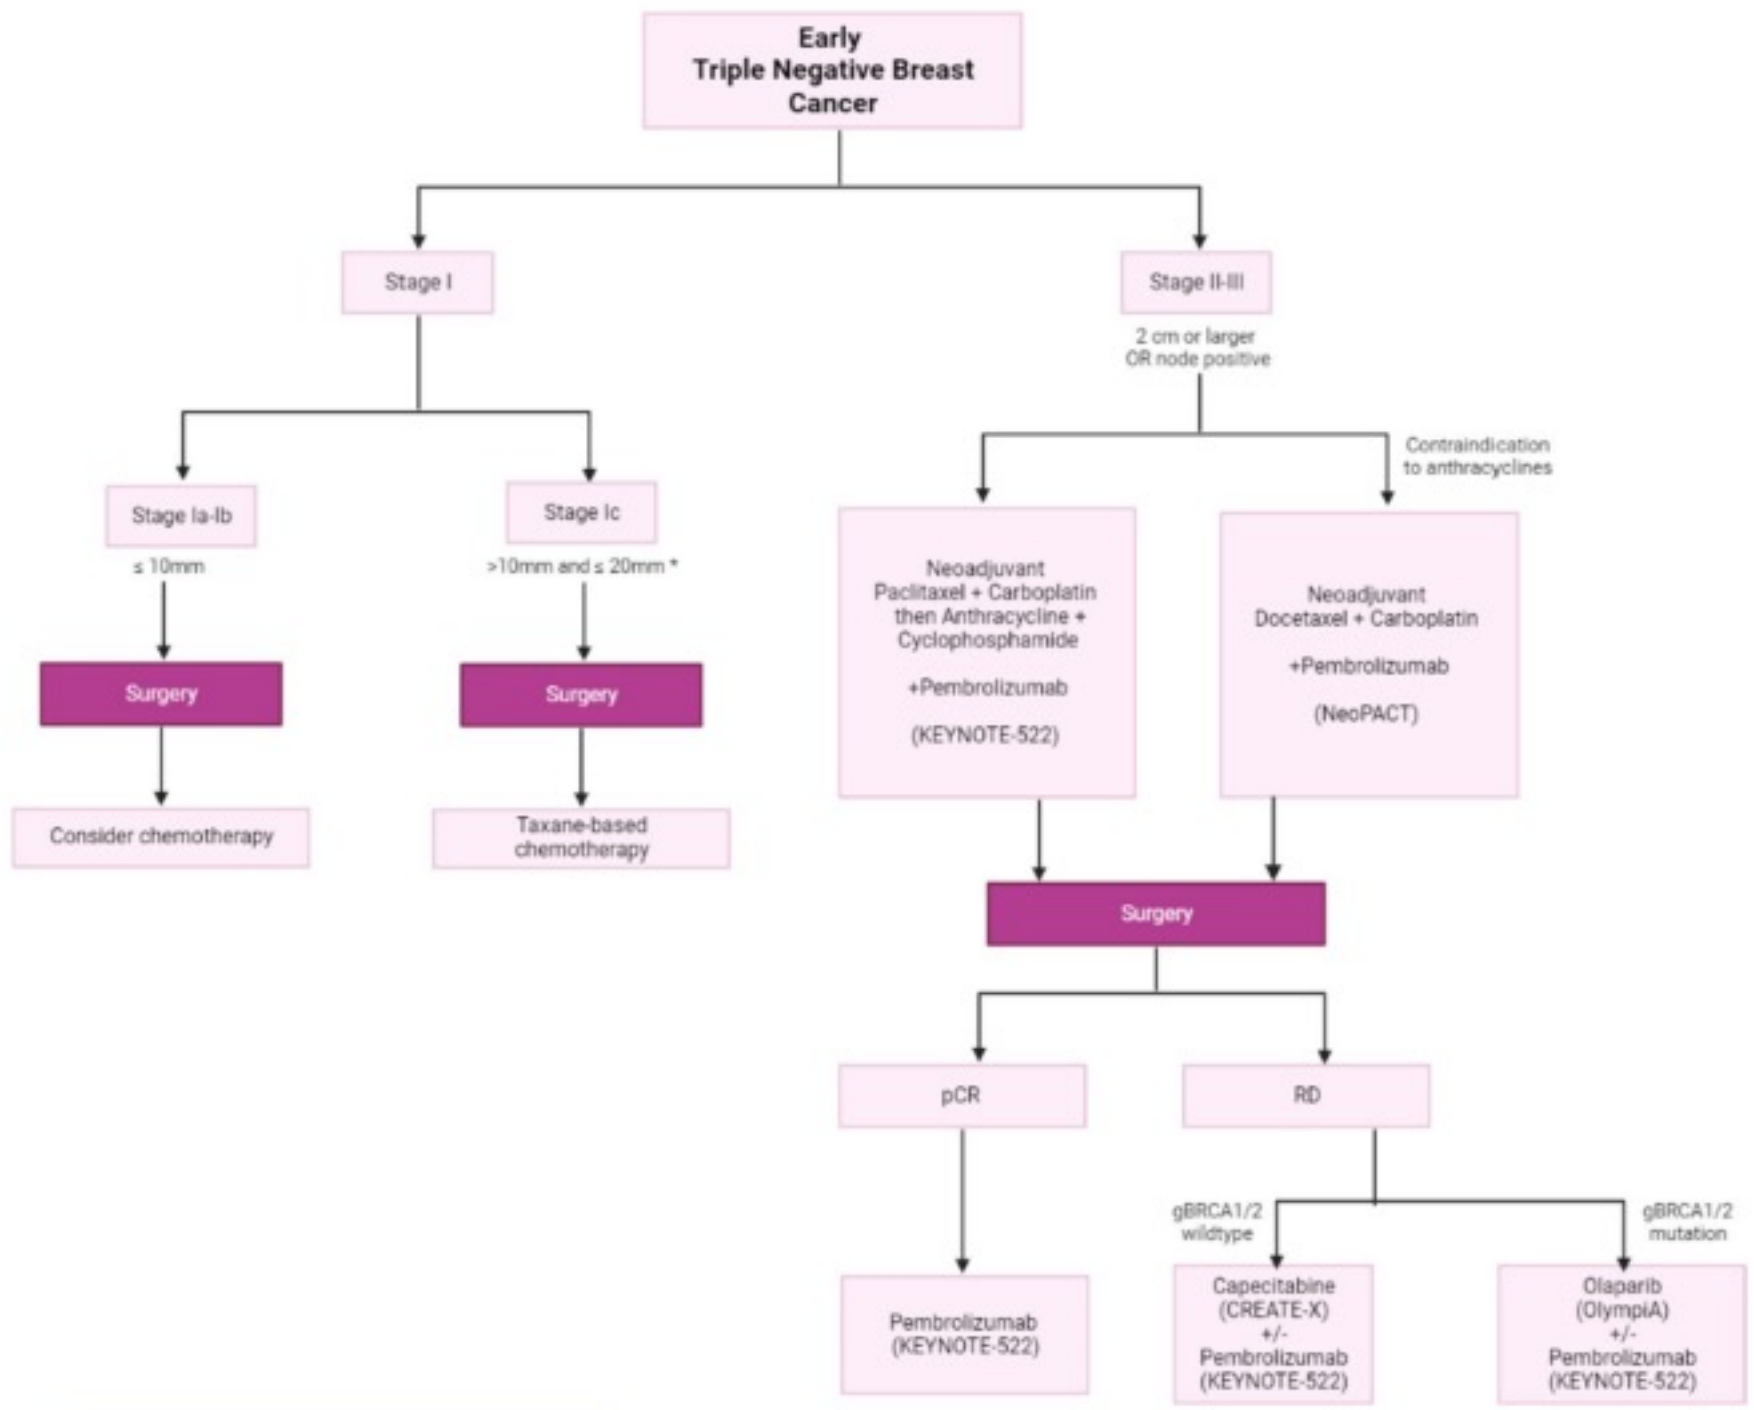 Early
Triple Negative Breast
Cancer
Stage I
Stage II-III
2 cm or larger
OR node positive
Contraindication
to anthracyclines
Stage Ia-Ib
≤ 10mm
Stage Ic
>10mm and ≤ 20mm *
Neoadjuvant
Paclitaxel + Carboplatin
then Anthracycline +
Cyclophosphamide
+Pembrolizumab
(KEYNOTE-522)
Neoadjuvant
Docetaxel + Carboplatin
+Pembrolizumab
(NeoPACT)
Surgery
Surgery
Consider chemotherapy
Taxane-based
chemotherapy
Surgery
pCR
RD
gBRCA1/2
wildtype
gBRCA1/2
mutation
Pembrolizumab
(KEYNOTE-522)
Capecitabine
(CREATE-X)
+/-
Pembrolizumab
(KEYNOTE-522)
Olaparib
(OlympiA)
+/-
Pembrolizumab
(KEYNOTE-522)